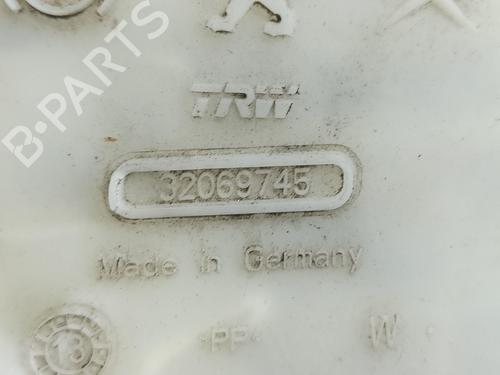 B-PARTS
TRW
32069745
Made in Germany
13
PP W